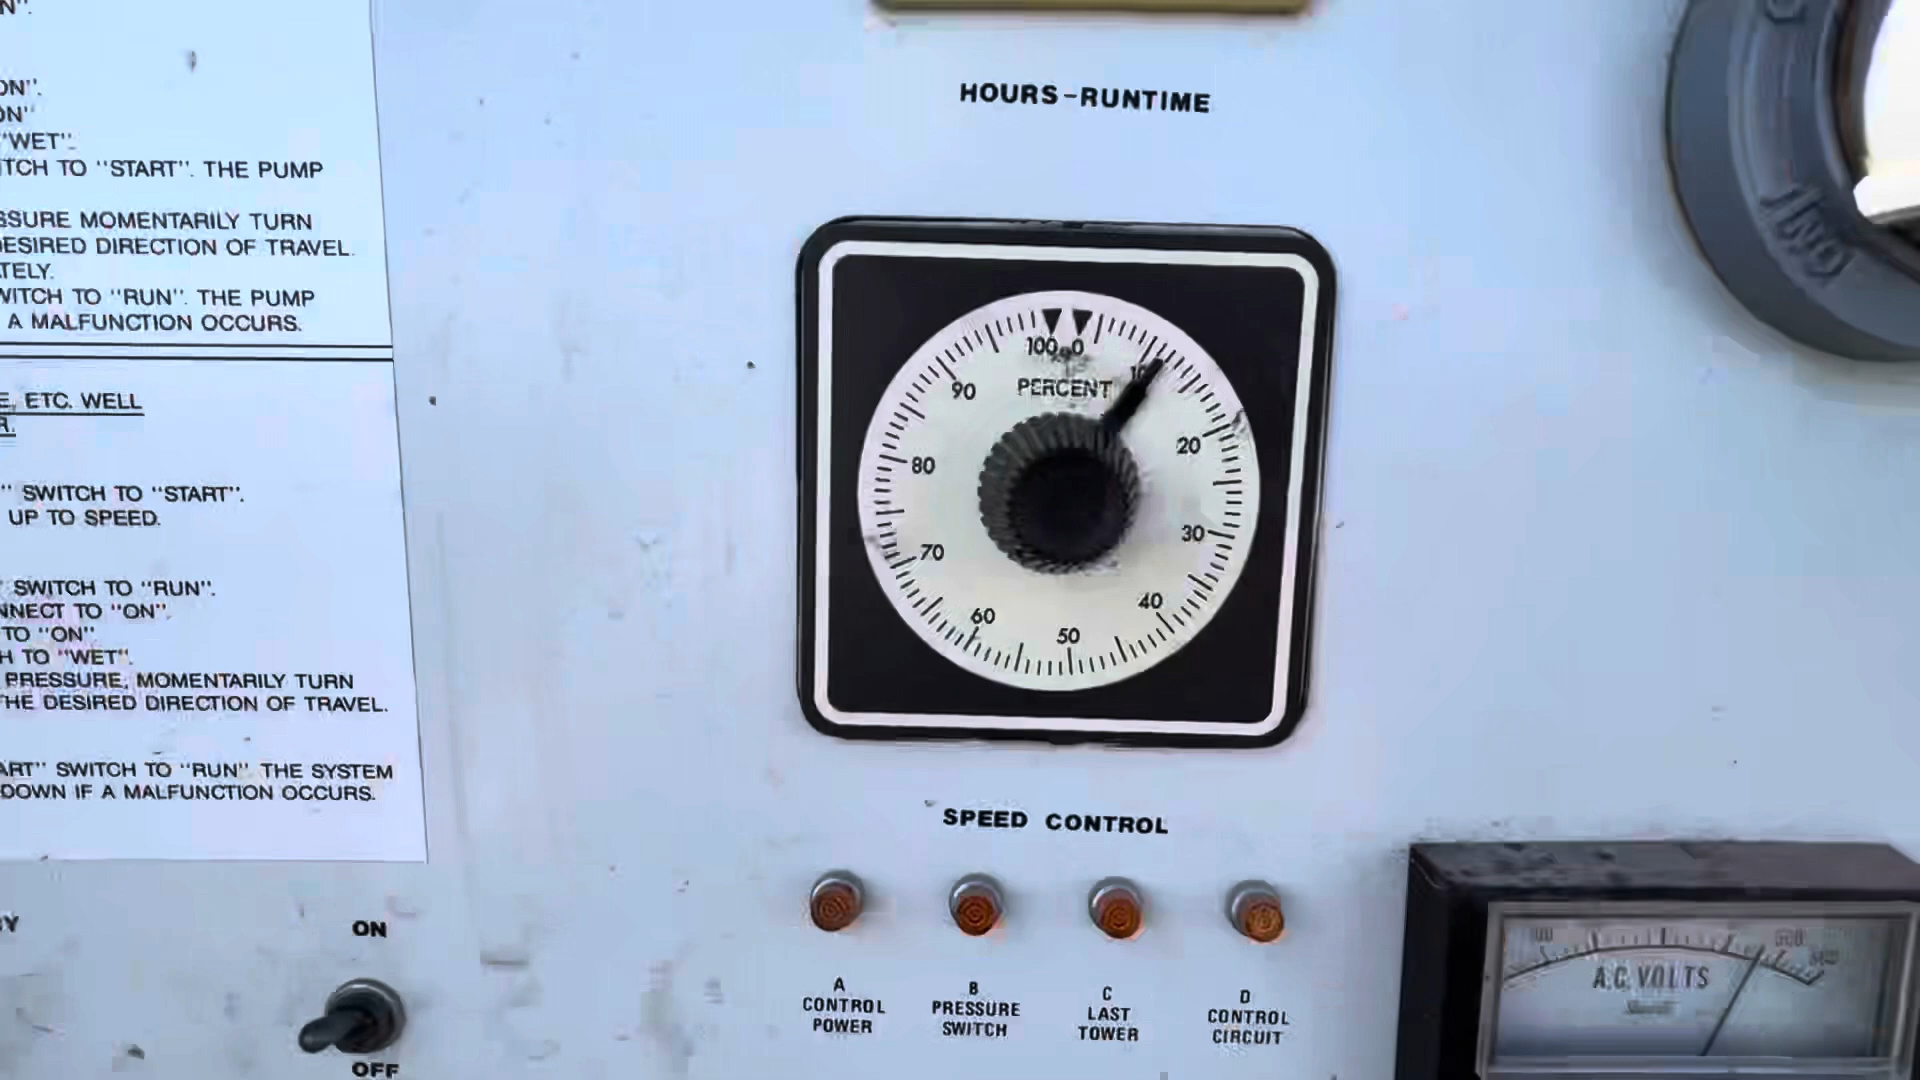 N".
ON".
ON"
"WET".
ITCH TO "START". THE PUMP
SSURE MOMENTARILY TURN
DESIRED DIRECTION OF TRAVEL.
TELY.
WITCH TO "RUN". THE PUMP
A MALFUNCTION OCCURS.
E, ETC. WELL
R.
" SWITCH TO "START".
UP TO SPEED.
SWITCH TO "RUN".
NNECT TO "ON".
TO "ON"
H TO "WET".
PRESSURE, MOMENTARILY TURN
HE DESIRED DIRECTION OF TRAVEL.
ART" SWITCH TO "RUN" THE SYSTEM
DOWN IF A MALFUNCTION OCCURS.
HOURS-RUNTIME
100 0
PERCENT
10
20
30
40
50
60
70
80
90
SPEED CONTROL
A
CONTROL
POWER
B
PRESSURE
SWITCH
C
LAST
TOWER
D
CONTROL
CIRCUIT
Y
ON
OFF
A.C. VOLTS